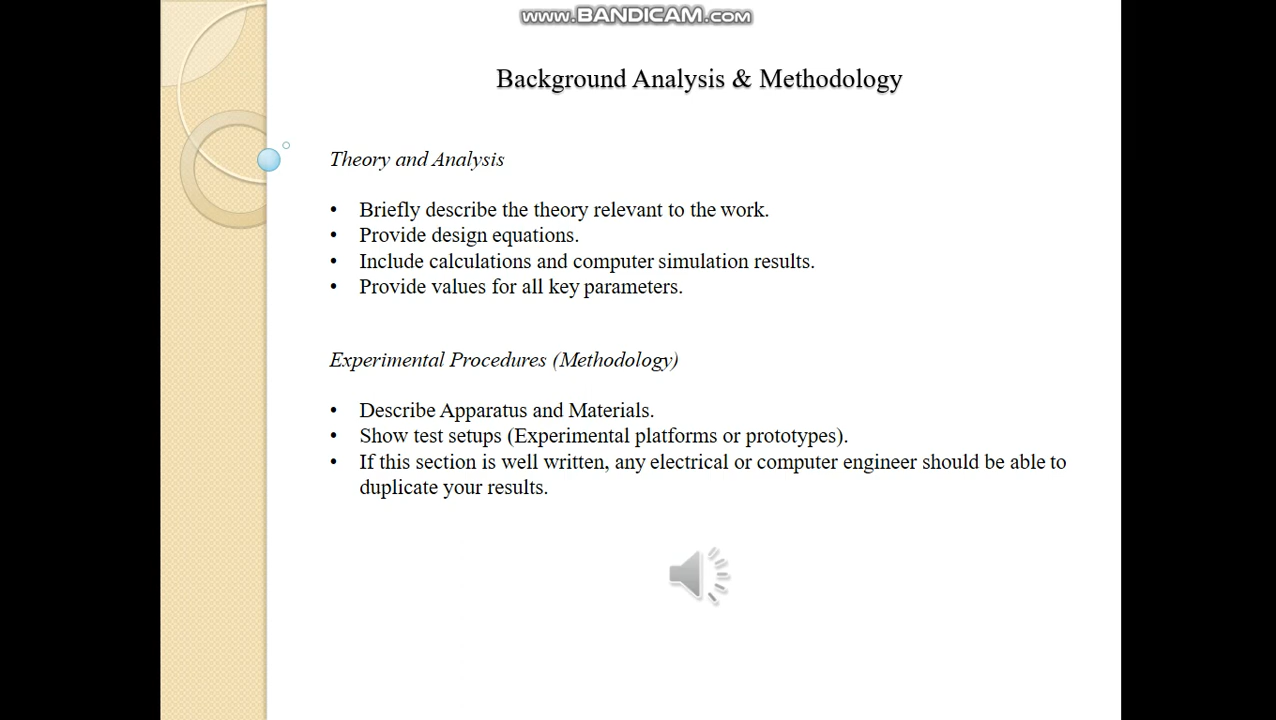 www.BANDICAM.com
Background Analysis & Methodology
Theory and Analysis
• Briefly describe the theory relevant to the work.
• Provide design equations.
• Include calculations and computer simulation results.
• Provide values for all key parameters.
Experimental Procedures (Methodology)
• Describe Apparatus and Materials.
• Show test setups (Experimental platforms or prototypes).
• If this section is well written, any electrical or computer engineer should be able to
duplicate your results.